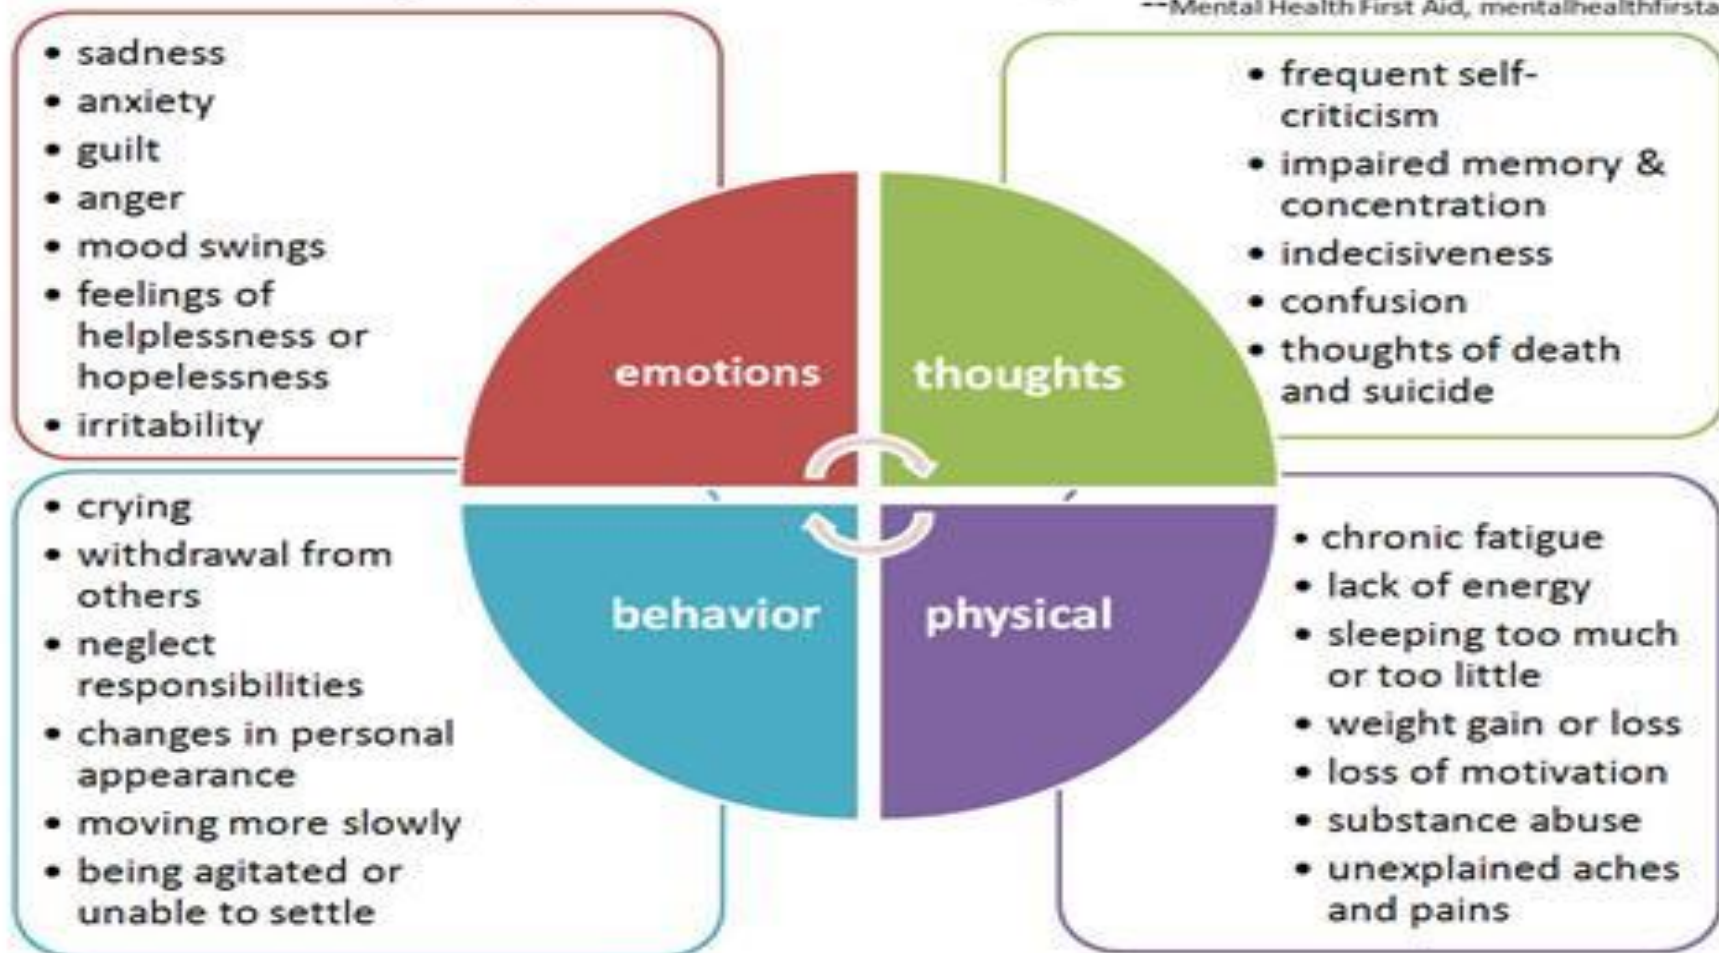 --Mental Health First Aid, mentalhealthfirsta
• sadness
• anxiety
• guilt
• anger
• mood swings
• feelings of
helplessness or
hopelessness
• irritability
• frequent self-
criticism
• impaired memory &
concentration
• indecisiveness
• confusion
• thoughts of death
and suicide
emotions
thoughts
behavior
physical
• crying
• withdrawal from
others
• neglect
responsibilities
• changes in personal
appearance
• moving more slowly
• being agitated or
unable to settle
• chronic fatigue
• lack of energy
• sleeping too much
or too little
• weight gain or loss
• loss of motivation
• substance abuse
• unexplained aches
and pains